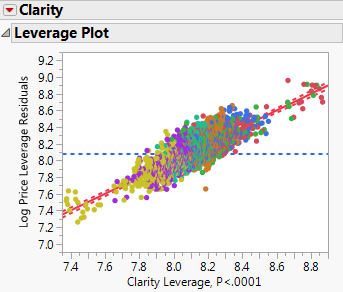 Clarity
Leverage Plot
Log Price Leverage Residuals
9.2
9.0
8.8
8.6
8.4
8.2
8.0
7.8
7.6
7.4
7.2
7.0
7.4 7.6 7.8 8.0 8.2 8.4 8.6 8.8
Clarity Leverage, P<.0001